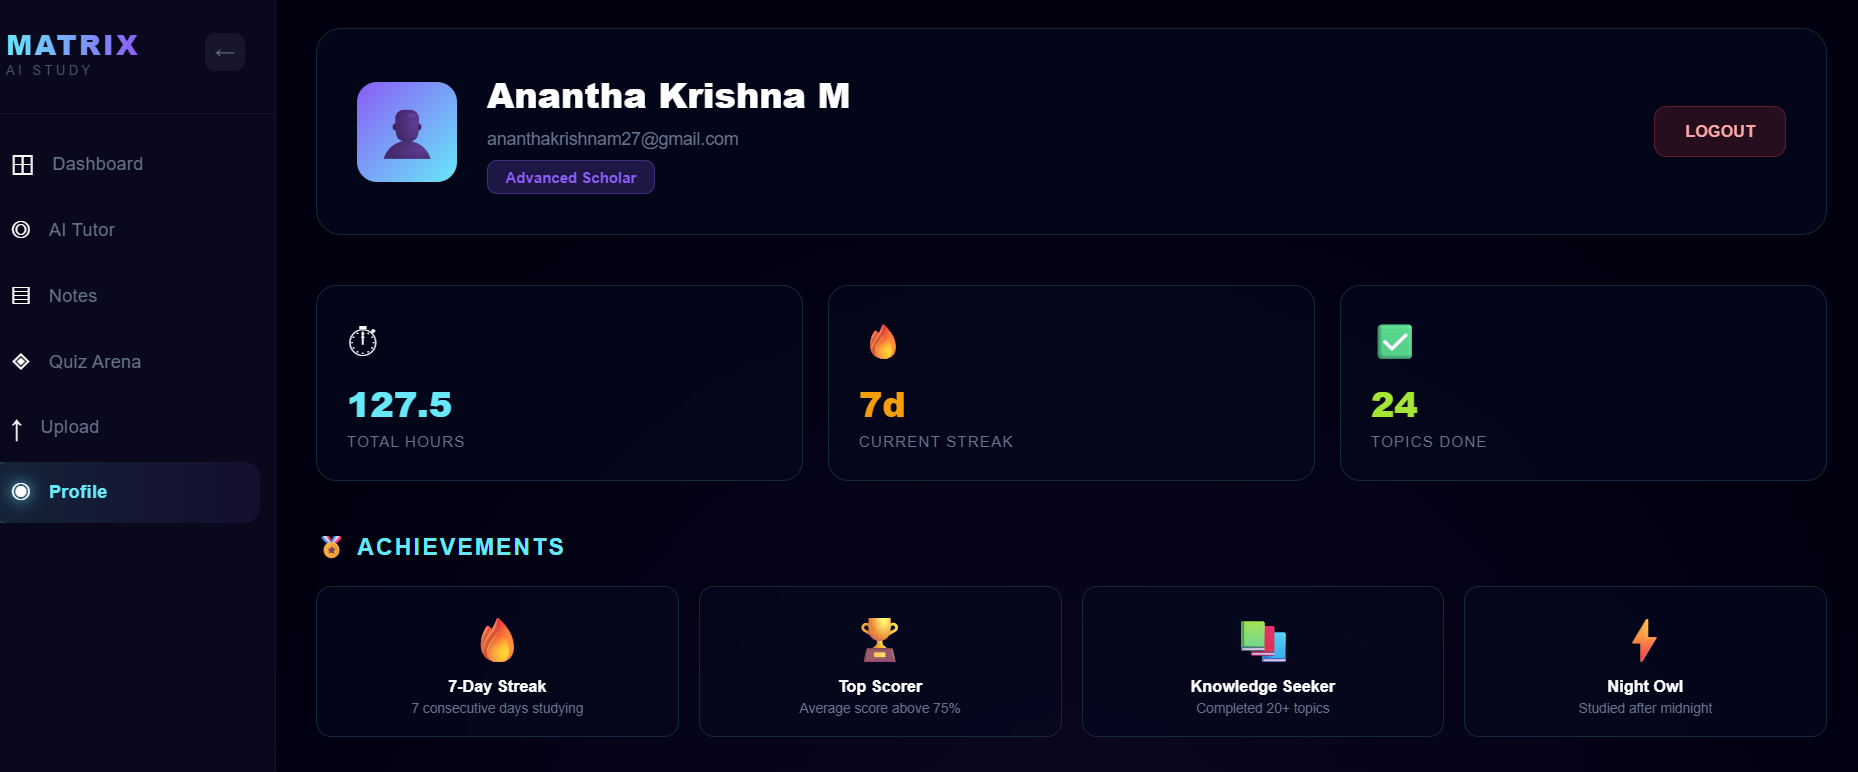 MATRIX
AI STUDY
←
Dashboard
AI Tutor
Notes
Quiz Arena
↑ Upload
Profile
Anantha Krishna M
ananthakrishnam27@gmail.com
Advanced Scholar
LOGOUT
127.5
TOTAL HOURS
7d
CURRENT STREAK
24
TOPICS DONE
ACHIEVEMENTS
7-Day Streak
7 consecutive days studying
Top Scorer
Average score above 75%
Knowledge Seeker
Completed 20+ topics
Night Owl
Studied after midnight